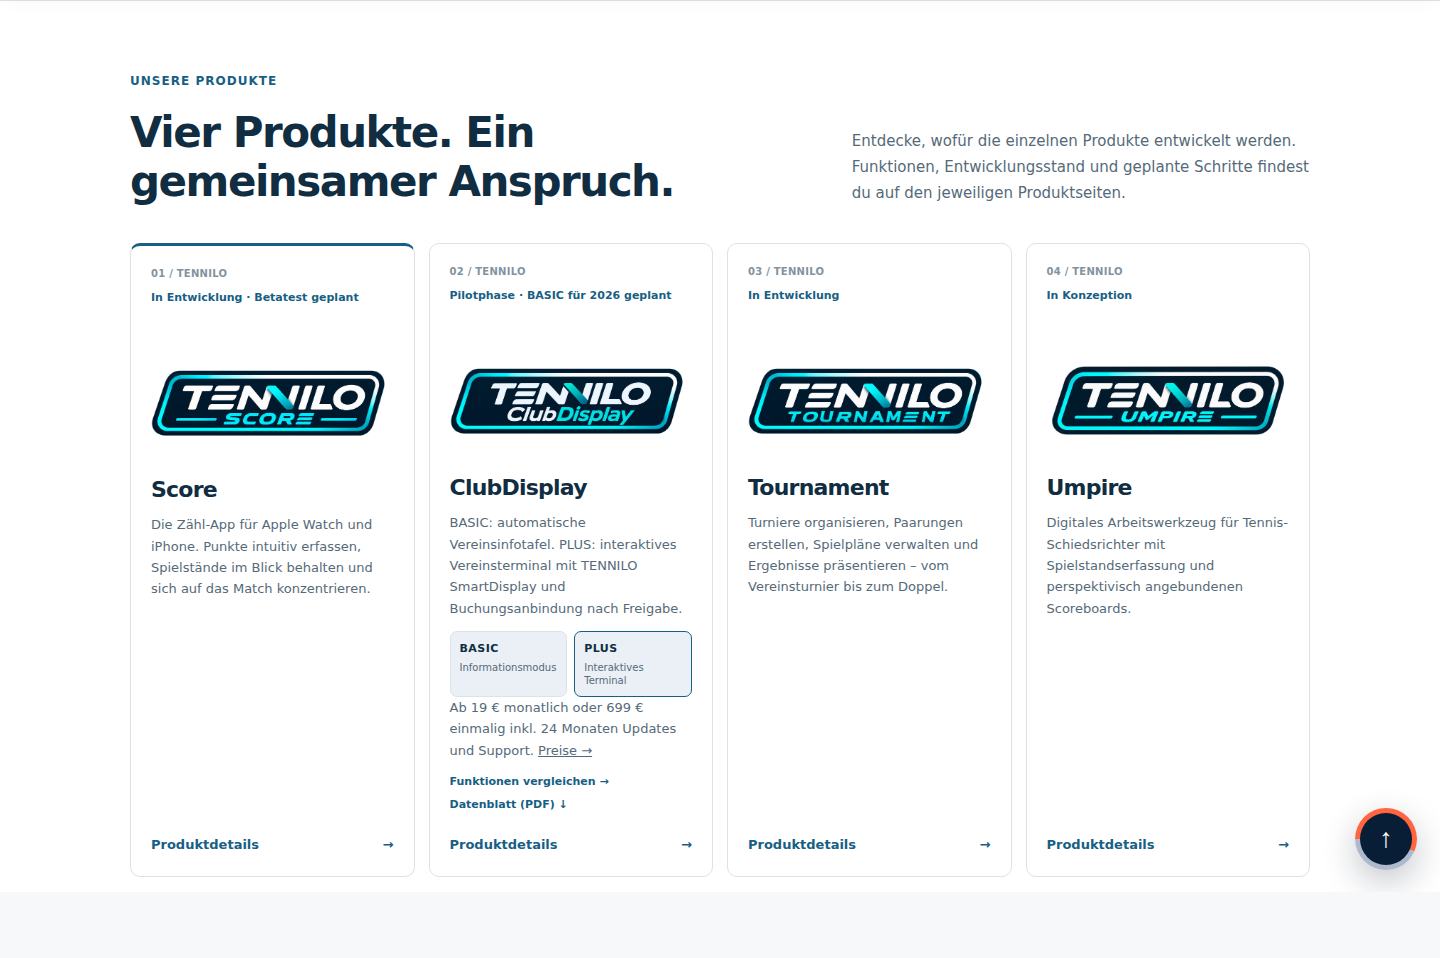 UNSERE PRODUKTE
Vier Produkte. Ein
gemeinsamer Anspruch.
Entdecke, wofür die einzelnen Produkte entwickelt werden.
Funktionen, Entwicklungsstand und geplante Schritte findest
du auf den jeweiligen Produktseiten.
01 / TENNILO
In Entwicklung · Betatest geplant
TENNILO
SCORE
Score
Die Zähl-App für Apple Watch und
iPhone. Punkte intuitiv erfassen,
Spielstände im Blick behalten und
sich auf das Match konzentrieren.
Produktdetails →
02 / TENNILO
Pilotphase · BASIC für 2026 geplant
TENNILO
ClubDisplay
ClubDisplay
BASIC: automatische
Vereinsinfotafel. PLUS: interaktives
Vereinsterminal mit TENNILO
SmartDisplay und
Buchungsanbindung nach Freigabe.
BASIC
Informationsmodus
PLUS
Interaktives
Terminal
Ab 19 € monatlich oder 699 €
einmalig inkl. 24 Monaten Updates
und Support. Preise →
Funktionen vergleichen →
Datenblatt (PDF) ↓
Produktdetails →
03 / TENNILO
In Entwicklung
TENNILO
TOURNAMENT
Tournament
Turniere organisieren, Paarungen
erstellen, Spielpläne verwalten und
Ergebnisse präsentieren – vom
Vereinsturnier bis zum Doppel.
Produktdetails →
04 / TENNILO
In Konzeption
TENNILO
UMPIRE
Umpire
Digitales Arbeitswerkzeug für Tennis-
Schiedsrichter mit
Spielstandserfassung und
perspektivisch angebundenen
Scoreboards.
Produktdetails →
↑